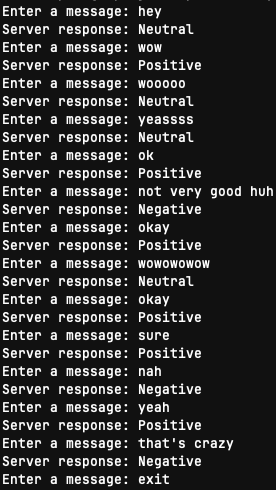 Enter a message: hey
Server response: Neutral
Enter a message: wow
Server response: Positive
Enter a message: wooooo
Server response: Neutral
Enter a message: yeassss
Server response: Neutral
Enter a message: ok
Server response: Positive
Enter a message: not very good huh
Server response: Negative
Enter a message: okay
Server response: Positive
Enter a message: wowowowow
Server response: Neutral
Enter a message: okay
Server response: Positive
Enter a message: sure
Server response: Positive
Enter a message: nah
Server response: Negative
Enter a message: yeah
Server response: Positive
Enter a message: that's crazy
Server response: Negative
Enter a message: exit